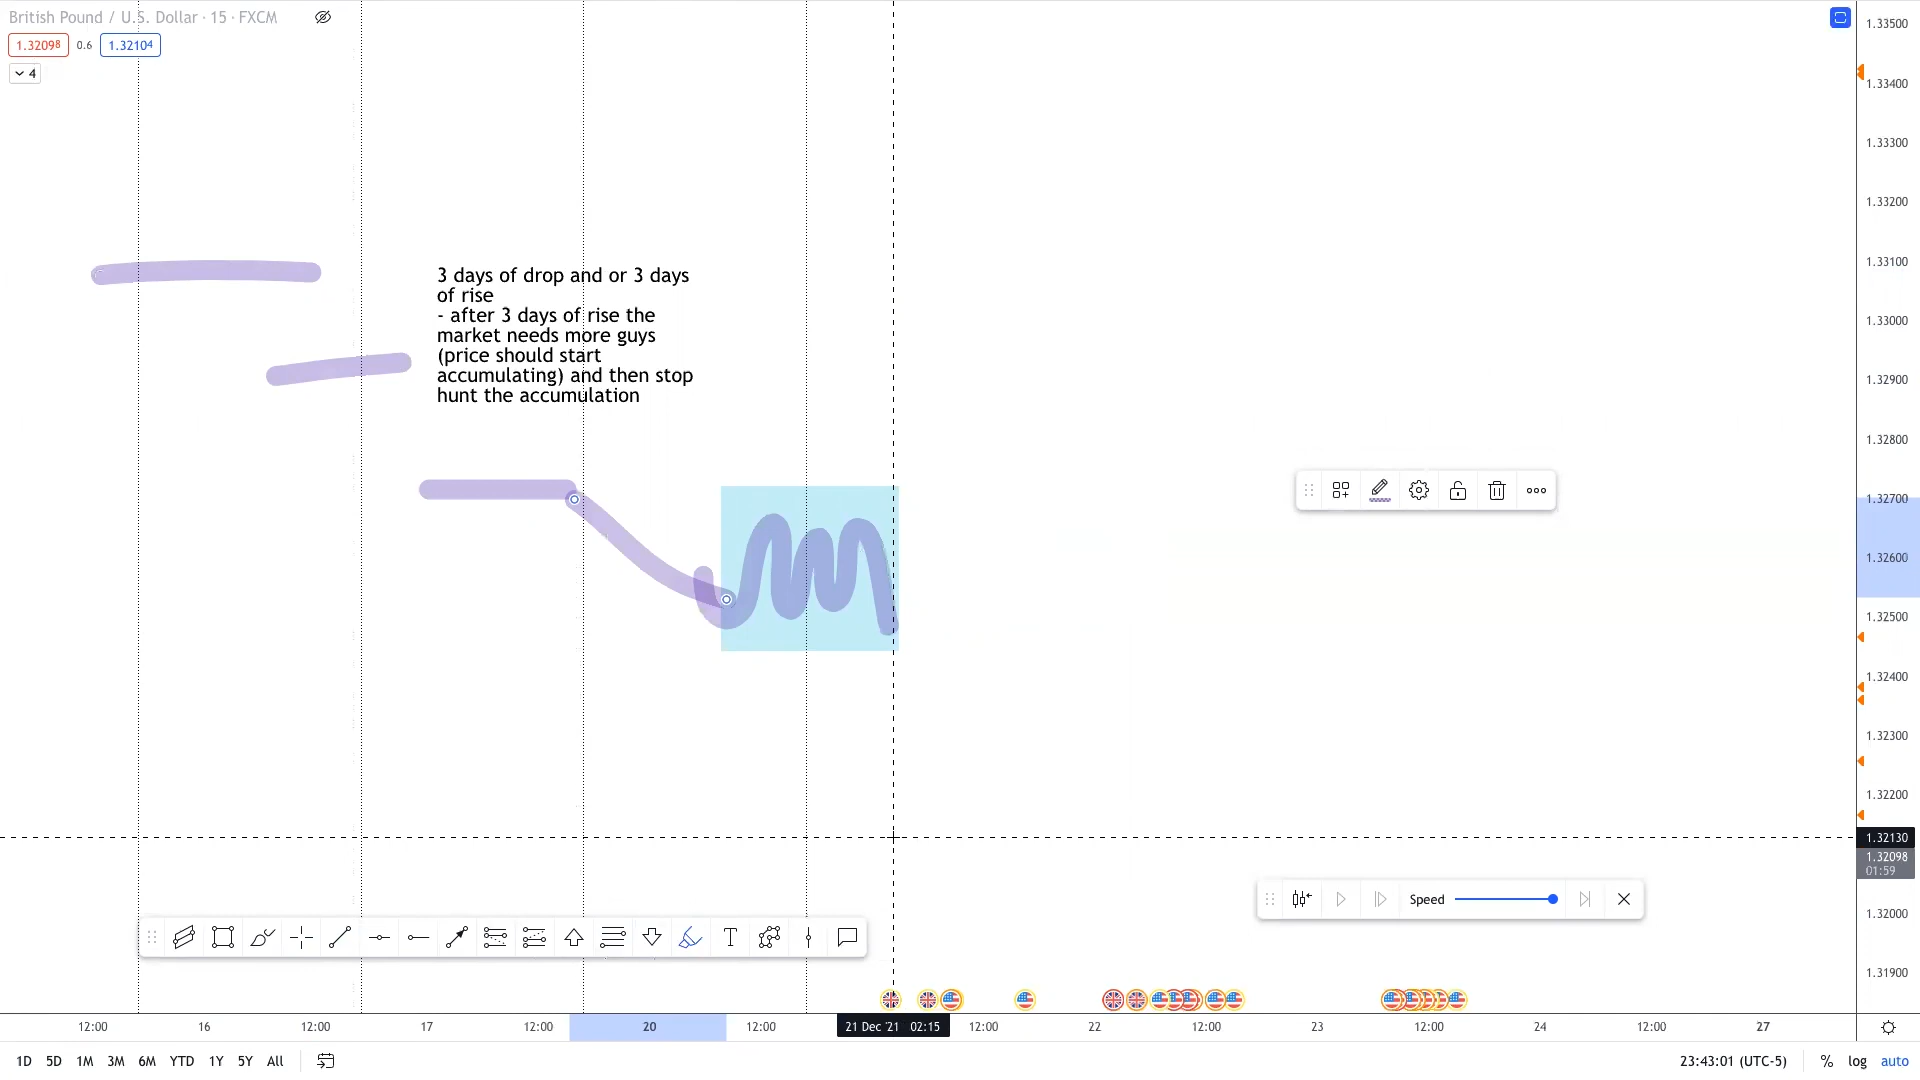 British Pound / U.S. Dollar · 15 · FXCM
1.32098 0.6 1.32104
4
3 days of drop and or 3 days
of rise
- after 3 days of rise the
market needs more guys
(price should start
accumulating) and then stop
hunt the accumulation
1.33500
1.33400
1.33300
1.33200
1.33100
1.33000
1.32900
1.32800
1.32700
1.32600
1.32500
1.32400
1.32300
1.32200
1.32130
1.32098
01:59
1.32000
1.31900
Speed
T
12:00 16 12:00 17 12:00 20 12:00 21 Dec '21 02:15 12:00 22 12:00 23 12:00 24 12:00 27
1D 5D 1M 3M 6M YTD 1Y 5Y All 23:43:01 (UTC-5) % log auto